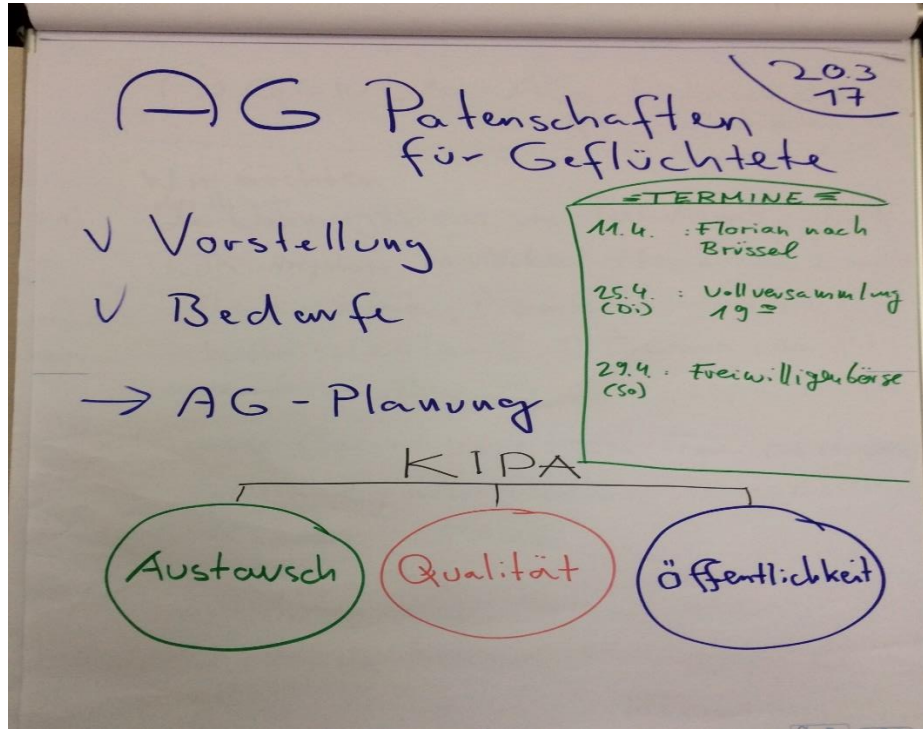 AG Patenschaften
für Geflüchtete
20.3
17
v Vorstellung
v Bedarfe
→ AG - Planung
= TERMINE =
11.4. : Florian nach
Brüssel
25.4. : Vollversammlung
(Di) 19
29.4. : Freiwilligenbörse
(So)
KIPA
Austausch
Qualität
Öffentlichkeit